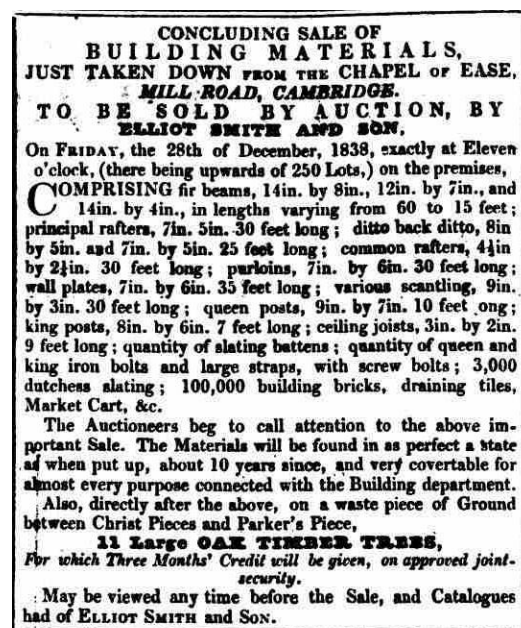 CONCLUDING SALE OF
BUILDING MATERIALS,
JUST TAKEN DOWN FROM THE CHAPEL OF EASE,
MILL ROAD, CAMBRIDGE.
TO BE SOLD BY AUCTION, BY
ELLIOT SMITH AND SON,
On FRIDAY, the 28th of December, 1838, exactly at Eleven
o'clock, (there being upwards of 250 Lots,) on the premises,
COMPRISING fir beams, 14in. by 8in., 12in. by 7in., and
14in. by 4in., in lengths varying from 60 to 15 feet;
principal rafters, 7in. 5in. 30 feet long; ditto back ditto, 8in
by 5in. and 7in. by 5in. 25 feet long; common rafters, 4½in
by 2½in. 30 feet long; purloins, 7in. by 6in. 30 feet long;
wall plates, 7in. by 6in. 35 feet long; various scantling, 9in.
by 3in. 30 feet long; queen posts, 9in. by 7in. 10 feet ong;
king posts, 8in. by 6in. 7 feet long; ceiling joists, 3in. by 2in.
9 feet long; quantity of slating battens; quantity of queen and
king iron bolts and large straps, with screw bolts; 3,000
dutchess slating; 100,000 building bricks, draining tiles,
Market Cart, &c.
The Auctioneers beg to call attention to the above im-
portant Sale. The Materials will be found in as perfect a state
as when put up, about 10 years since, and very covertable for
almost every purpose connected with the Building department.
Also, directly after the above, on a waste piece of Ground
between Christ Pieces and Parker's Piece,
11 Large OAK TIMBER TREES,
For which Three Months' Credit will be given, on approved joint-
security.
May be viewed any time before the Sale, and Catalogues
had of ELLIOT SMITH and SON.